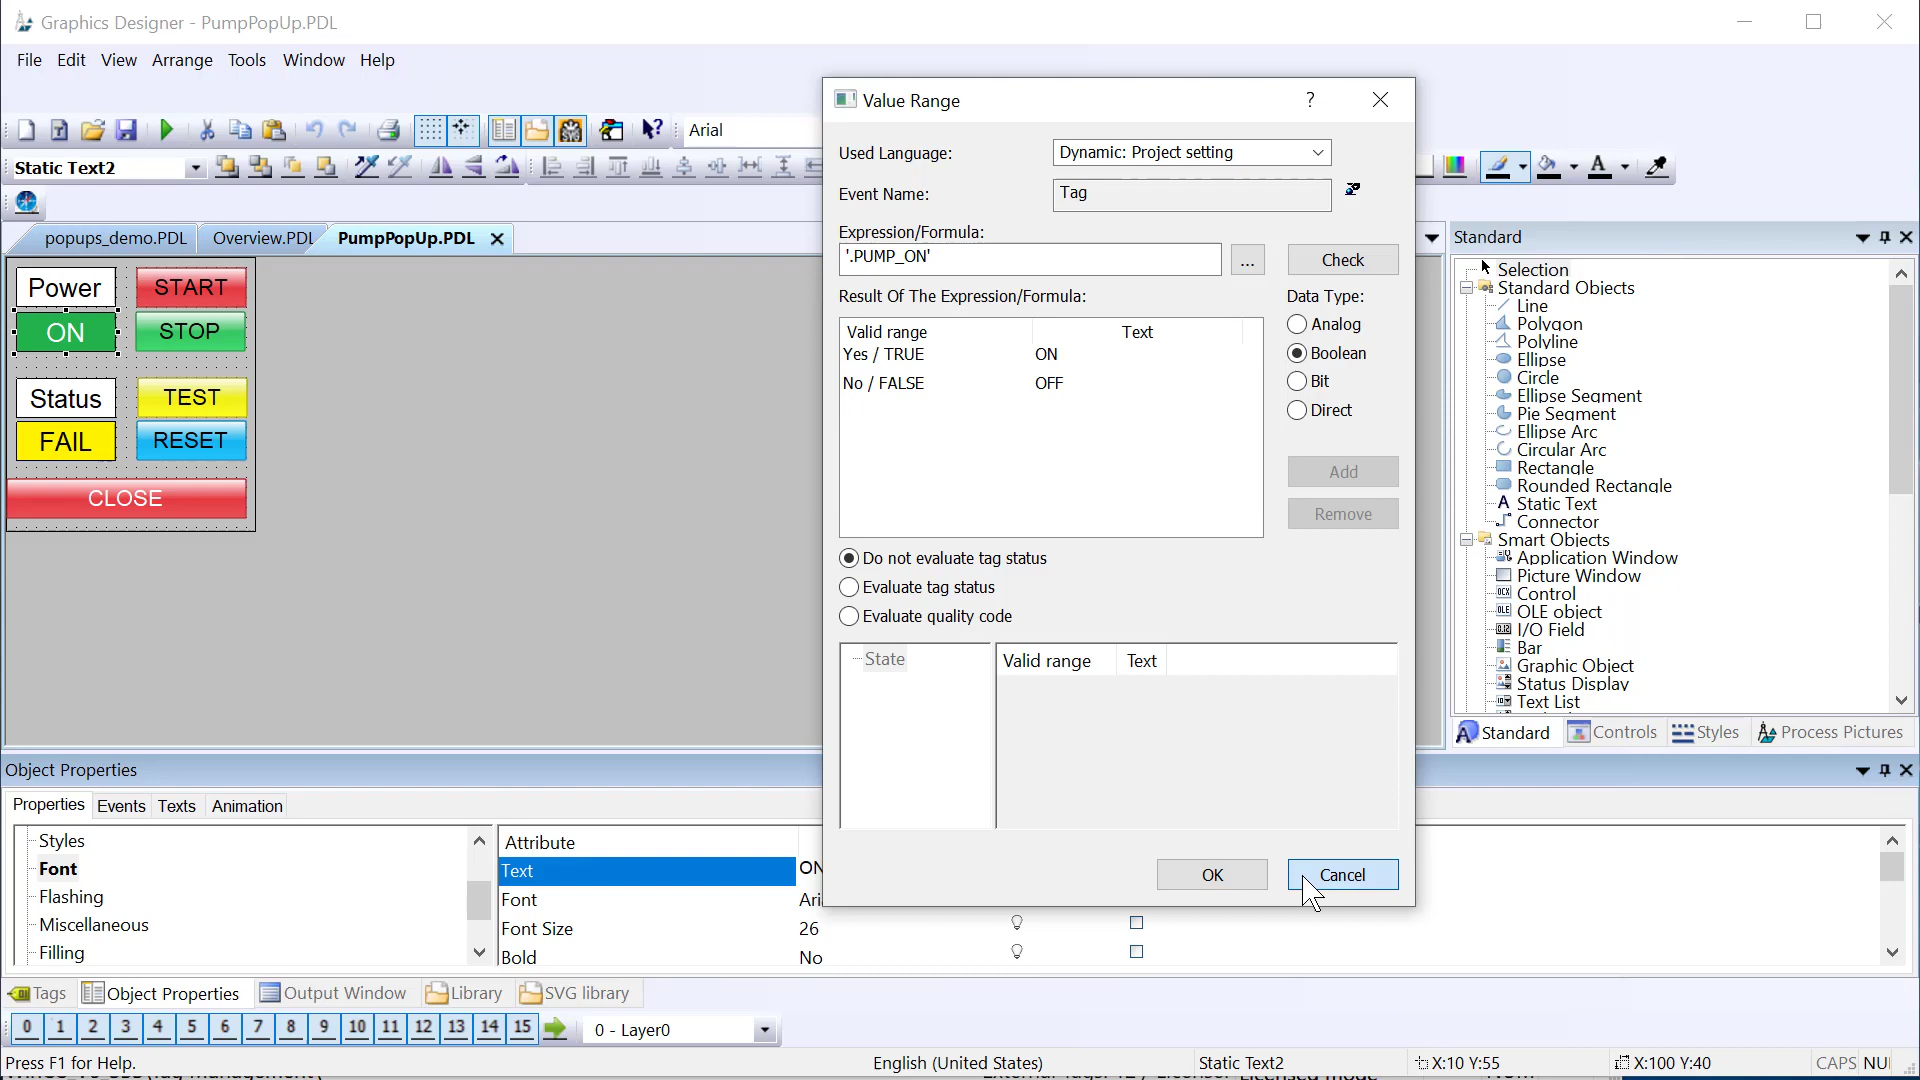 Graphics Designer - PumpPopUp.PDL
File Edit View Arrange Tools Window Help
Arial
Static Text2
popups_demo.PDL Overview.PDL PumpPopUp.PDL
Power START
ON STOP
Status TEST
FAIL RESET
CLOSE
Value Range ?
Used Language: Dynamic: Project setting
Event Name: Tag
Expression/Formula:
'.PUMP_ON' ... Check
Result Of The Expression/Formula:
Valid range Text
Yes / TRUE ON
No / FALSE OFF
Data Type:
Analog
Boolean
Bit
Direct
Add
Remove
Do not evaluate tag status
Evaluate tag status
Evaluate quality code
State
Valid range Text
OK Cancel
Standard
Selection
Standard Objects
Line
Polygon
Polyline
Ellipse
Circle
Ellipse Segment
Pie Segment
Ellipse Arc
Circular Arc
Rectangle
Rounded Rectangle
Static Text
Connector
Smart Objects
Application Window
Picture Window
Control
OLE object
I/O Field
Bar
Graphic Object
Status Display
Text List
Standard Controls Styles Process Pictures
Object Properties
Properties Events Texts Animation
Styles
Font
Flashing
Miscellaneous
Filling
Attribute
Text ON
Font Ari
Font Size 26
Bold No
Tags Object Properties Output Window Library SVG library
0 1 2 3 4 5 6 7 8 9 10 11 12 13 14 15 0 - Layer0
Press F1 for Help. English (United States) Static Text2 X:10 Y:55 X:100 Y:40 CAPS NU